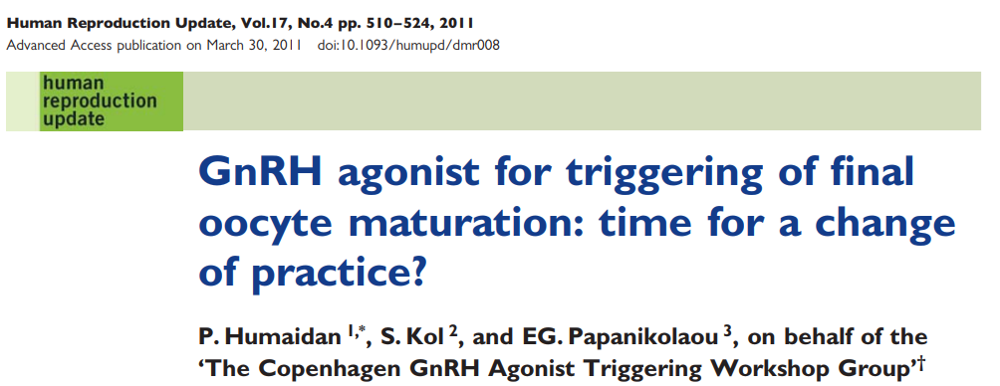 Human Reproduction Update, Vol.17, No.4 pp. 510–524, 2011
Advanced Access publication on March 30, 2011 doi:10.1093/humupd/dmr008
human
reproduction
update
GnRH agonist for triggering of final
oocyte maturation: time for a change
of practice?
P. Humaidan 1,*, S. Kol 2, and EG. Papanikolaou 3, on behalf of the
‘The Copenhagen GnRH Agonist Triggering Workshop Group’†